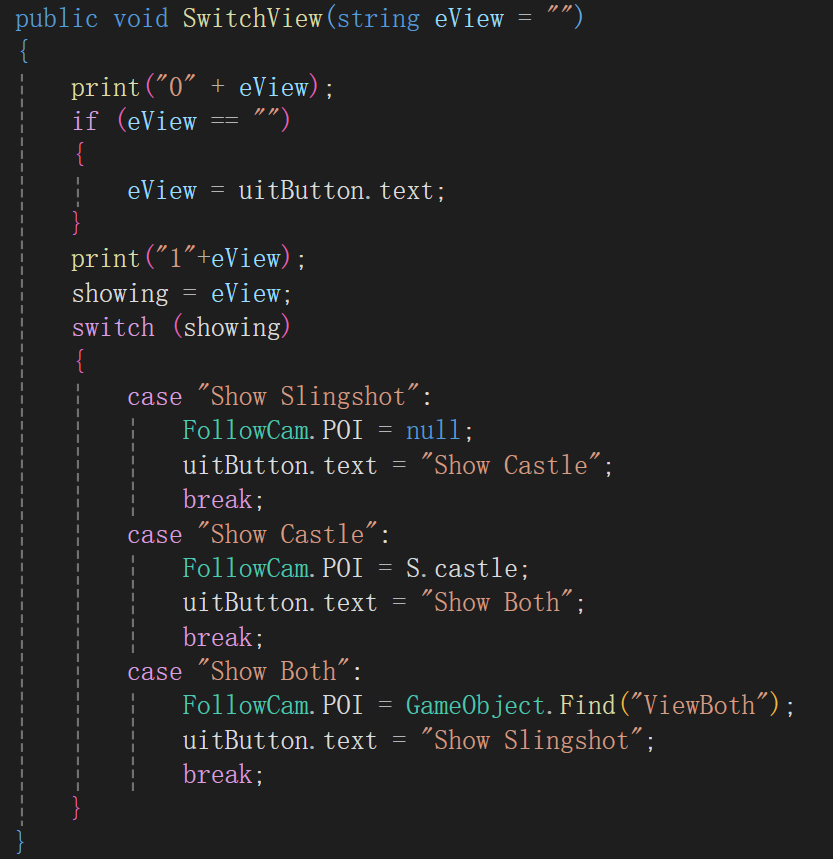 public void SwitchView(string eView = "")
{
    print("0" + eView);
    if (eView == "")
    {
        eView = uitButton.text;
    }
    print("1"+eView);
    showing = eView;
    switch (showing)
    {
        case "Show Slingshot":
            FollowCam.POI = null;
            uitButton.text = "Show Castle";
            break;
        case "Show Castle":
            FollowCam.POI = S.castle;
            uitButton.text = "Show Both";
            break;
        case "Show Both":
            FollowCam.POI = GameObject.Find("ViewBoth");
            uitButton.text = "Show Slingshot";
            break;
    }
}